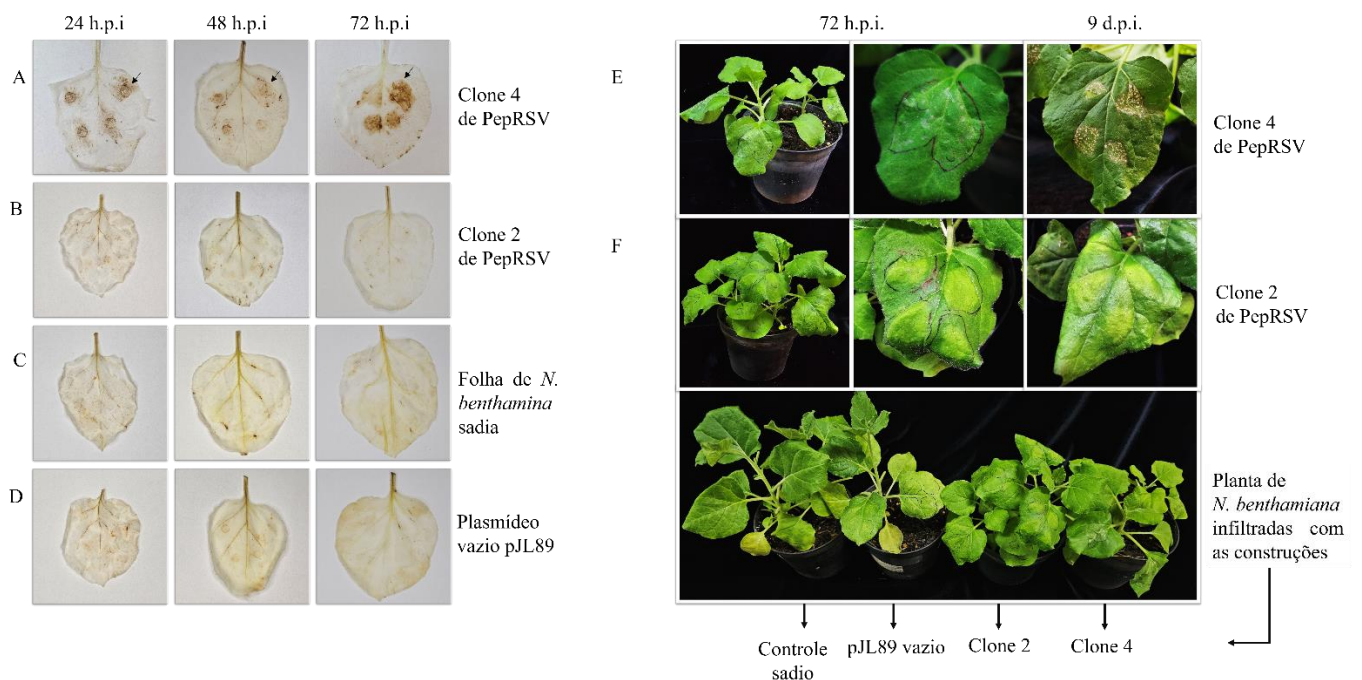 24 h.p.i
48 h.p.i
72 h.p.i
A
Clone 4
de PepRSV
B
Clone 2
de PepRSV
C
Folha de N.
benthamina
sadia
D
Plasmídeo
vazio pJL89
72 h.p.i.
9 d.p.i.
E
Clone 4
de PepRSV
F
Clone 2
de PepRSV
Planta de
N. benthamiana
infiltradas com
as construções
Controle
sadio
pJL89 vazio
Clone 2
Clone 4